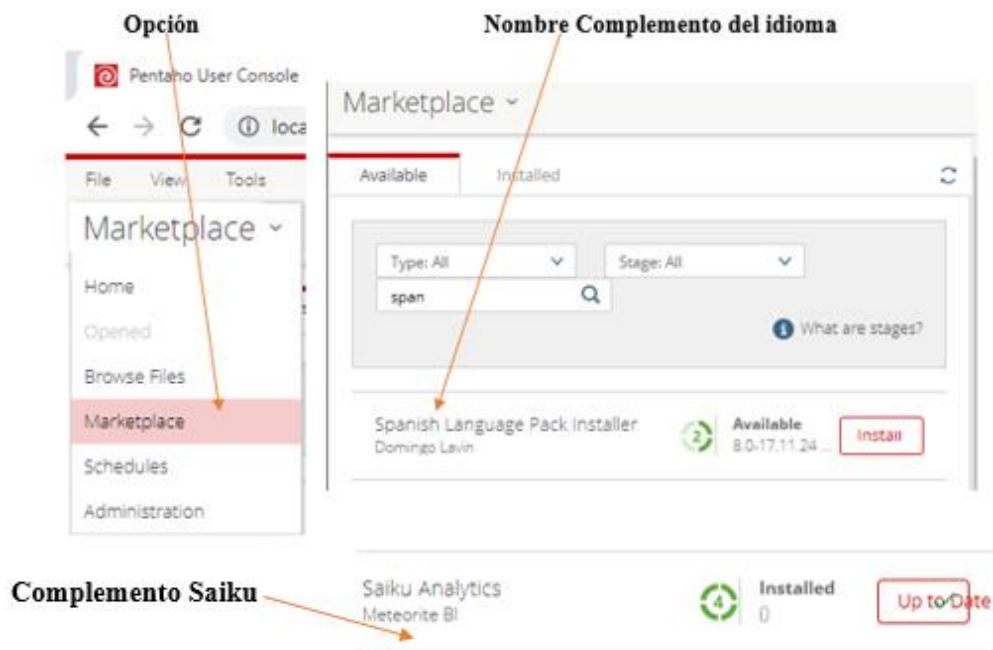 Opción
Nombre Complemento del idioma
Pentaho User Console
loca
File View Tools
Marketplace
Home
Opened
Browse Files
Marketplace
Schedules
Administration
Marketplace
Available Installed
Type: All Stage: All
span
What are stages?
Spanish Language Pack Installer
Domingo Lavin
2
Available
8.0-17.11.24 ...
Install
Complemento Saiku
Saiku Analytics
Meteorite BI
4
Installed
()
Up to Date